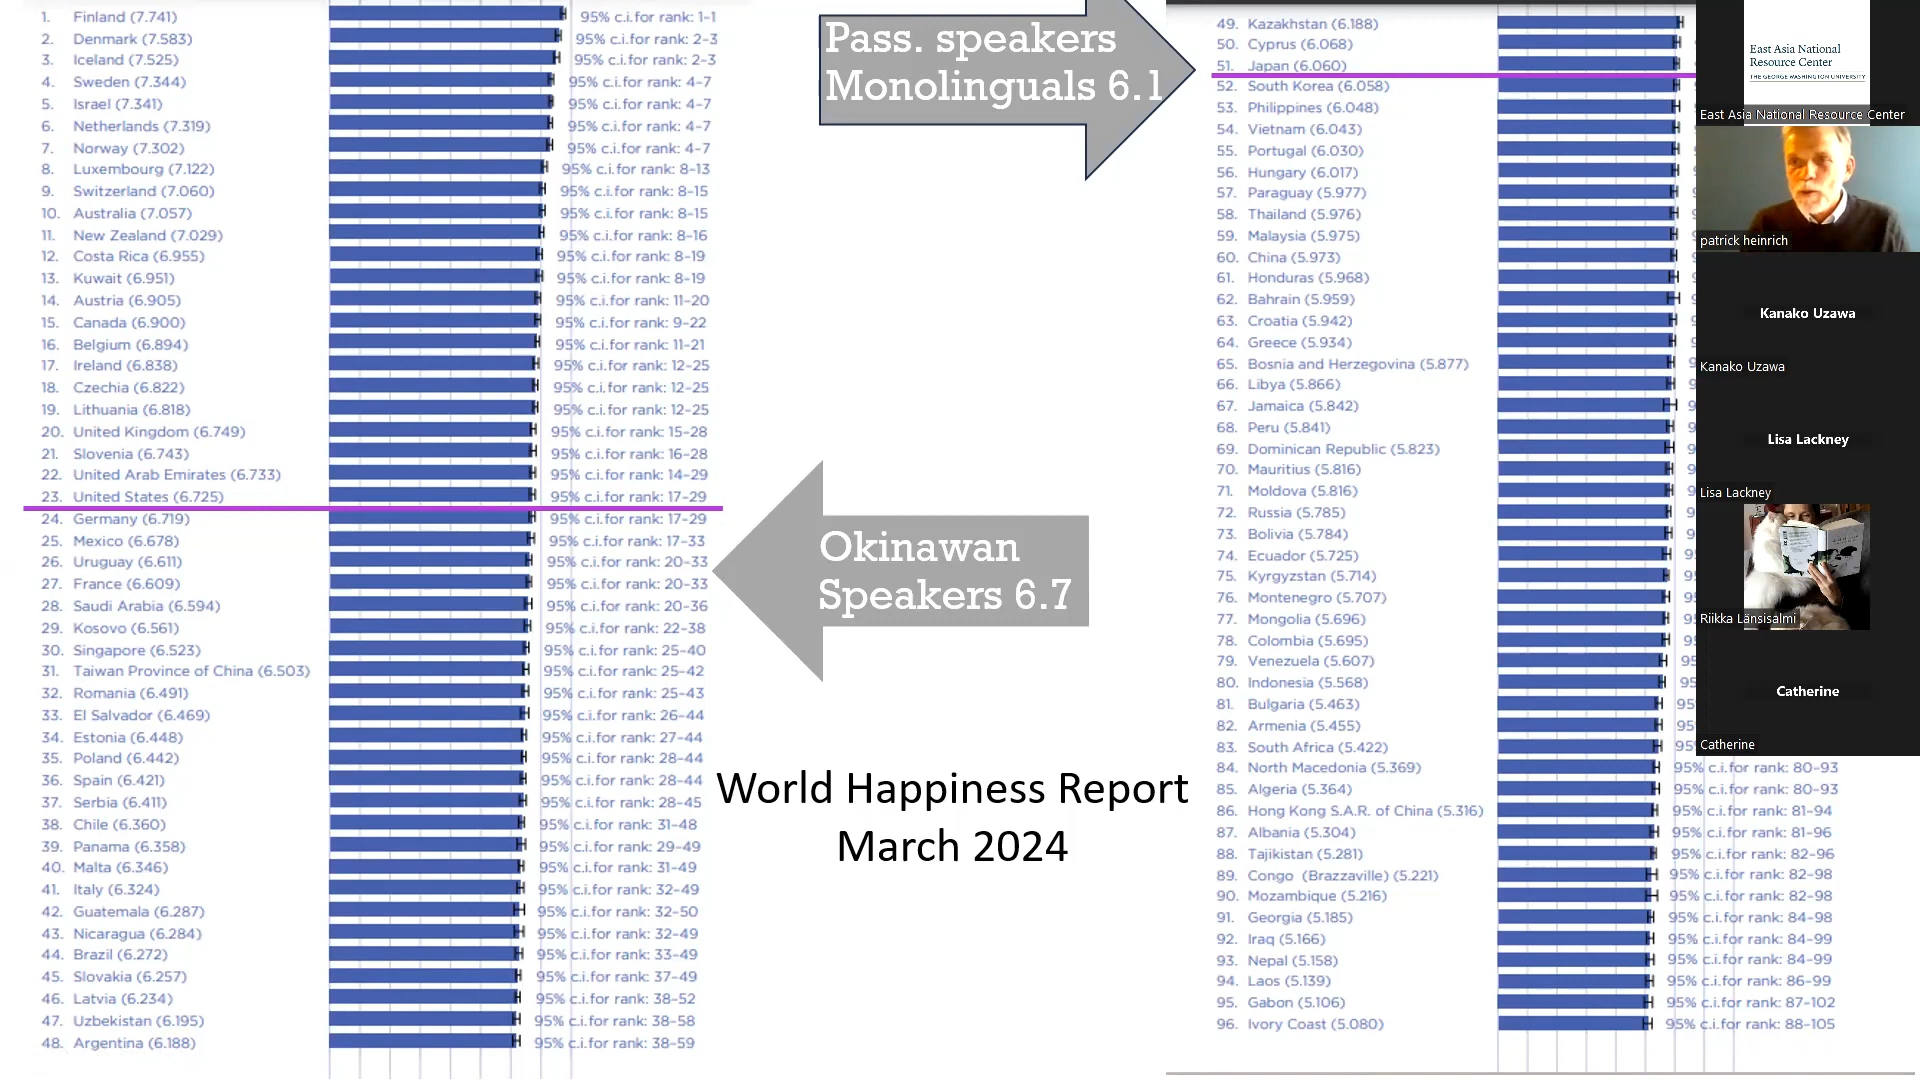 1. Finland (7.741) 95% c.i.for rank: 1-1
2. Denmark (7.583) 95% c.i.for rank: 2-3
3. Iceland (7.525) 95% c.i.for rank: 2-3
4. Sweden (7.344) 95% c.i.for rank: 4-7
5. Israel (7.341) 95% c.i.for rank: 4-7
6. Netherlands (7.319) 95% c.i.for rank: 4-7
7. Norway (7.302) 95% c.i.for rank: 4-7
8. Luxembourg (7.122) 95% c.i.for rank: 8-13
9. Switzerland (7.060) 95% c.i.for rank: 8-15
10. Australia (7.057) 95% c.i.for rank: 8-15
11. New Zealand (7.029) 95% c.i.for rank: 8-16
12. Costa Rica (6.955) 95% c.i.for rank: 8-19
13. Kuwait (6.951) 95% c.i.for rank: 8-19
14. Austria (6.905) 95% c.i.for rank: 11-20
15. Canada (6.900) 95% c.i.for rank: 9-22
16. Belgium (6.894) 95% c.i.for rank: 11-21
17. Ireland (6.838) 95% c.i.for rank: 12-25
18. Czechia (6.822) 95% c.i.for rank: 12-25
19. Lithuania (6.818) 95% c.i.for rank: 12-25
20. United Kingdom (6.749) 95% c.i.for rank: 15-28
21. Slovenia (6.743) 95% c.i.for rank: 16-28
22. United Arab Emirates (6.733) 95% c.i.for rank: 14-29
23. United States (6.725) 95% c.i.for rank: 17-29
24. Germany (6.719) 95% c.i.for rank: 17-29
25. Mexico (6.678) 95% c.i.for rank: 17-33
26. Uruguay (6.611) 95% c.i.for rank: 20-33
27. France (6.609) 95% c.i.for rank: 20-33
28. Saudi Arabia (6.594) 95% c.i.for rank: 20-36
29. Kosovo (6.561) 95% c.i.for rank: 22-38
30. Singapore (6.523) 95% c.i.for rank: 25-40
31. Taiwan Province of China (6.503) 95% c.i.for rank: 25-42
32. Romania (6.491) 95% c.i.for rank: 25-43
33. El Salvador (6.469) 95% c.i.for rank: 26-44
34. Estonia (6.448) 95% c.i.for rank: 27-44
35. Poland (6.442) 95% c.i.for rank: 28-44
36. Spain (6.421) 95% c.i.for rank: 28-44
37. Serbia (6.411) 95% c.i.for rank: 28-45
38. Chile (6.360) 95% c.i.for rank: 31-48
39. Panama (6.358) 95% c.i.for rank: 29-49
40. Malta (6.346) 95% c.i.for rank: 31-49
41. Italy (6.324) 95% c.i.for rank: 32-49
42. Guatemala (6.287) 95% c.i.for rank: 32-50
43. Nicaragua (6.284) 95% c.i.for rank: 32-49
44. Brazil (6.272) 95% c.i.for rank: 33-49
45. Slovakia (6.257) 95% c.i.for rank: 37-49
46. Latvia (6.234) 95% c.i.for rank: 38-52
47. Uzbekistan (6.195) 95% c.i.for rank: 38-58
48. Argentina (6.188) 95% c.i.for rank: 38-59
Pass. speakers
Monolinguals 6.1
Okinawan
Speakers 6.7
World Happiness Report
March 2024
49. Kazakhstan (6.188)
50. Cyprus (6.068)
51. Japan (6.060)
52. South Korea (6.058)
53. Philippines (6.048)
54. Vietnam (6.043)
55. Portugal (6.030)
56. Hungary (6.017)
57. Paraguay (5.977)
58. Thailand (5.976)
59. Malaysia (5.975)
60. China (5.973)
61. Honduras (5.968)
62. Bahrain (5.959)
63. Croatia (5.942)
64. Greece (5.934)
65. Bosnia and Herzegovina (5.877)
66. Libya (5.866)
67. Jamaica (5.842)
68. Peru (5.841)
69. Dominican Republic (5.823)
70. Mauritius (5.816)
71. Moldova (5.816)
72. Russia (5.785)
73. Bolivia (5.784)
74. Ecuador (5.725)
75. Kyrgyzstan (5.714)
76. Montenegro (5.707)
77. Mongolia (5.696)
78. Colombia (5.695)
79. Venezuela (5.607)
80. Indonesia (5.568)
81. Bulgaria (5.463)
82. Armenia (5.455)
83. South Africa (5.422)
84. North Macedonia (5.369) 95% c.i.for rank: 80-93
85. Algeria (5.364) 95% c.i.for rank: 80-93
86. Hong Kong S.A.R. of China (5.316) 95% c.i.for rank: 81-94
87. Albania (5.304) 95% c.i.for rank: 81-96
88. Tajikistan (5.281) 95% c.i.for rank: 82-96
89. Congo (Brazzaville) (5.221) 95% c.i.for rank: 82-98
90. Mozambique (5.216) 95% c.i.for rank: 82-98
91. Georgia (5.185) 95% c.i.for rank: 84-98
92. Iraq (5.166) 95% c.i.for rank: 84-99
93. Nepal (5.158) 95% c.i.for rank: 84-99
94. Laos (5.139) 95% c.i.for rank: 86-99
95. Gabon (5.106) 95% c.i.for rank: 87-102
96. Ivory Coast (5.080) 95% c.i.for rank: 88-105
East Asia National
Resource Center
THE GEORGE WASHINGTON UNIVERSITY
East Asia National Resource Center
patrick heinrich
Kanako Uzawa
Kanako Uzawa
Lisa Lackney
Lisa Lackney
Riikka Länsisalmi
Catherine
Catherine